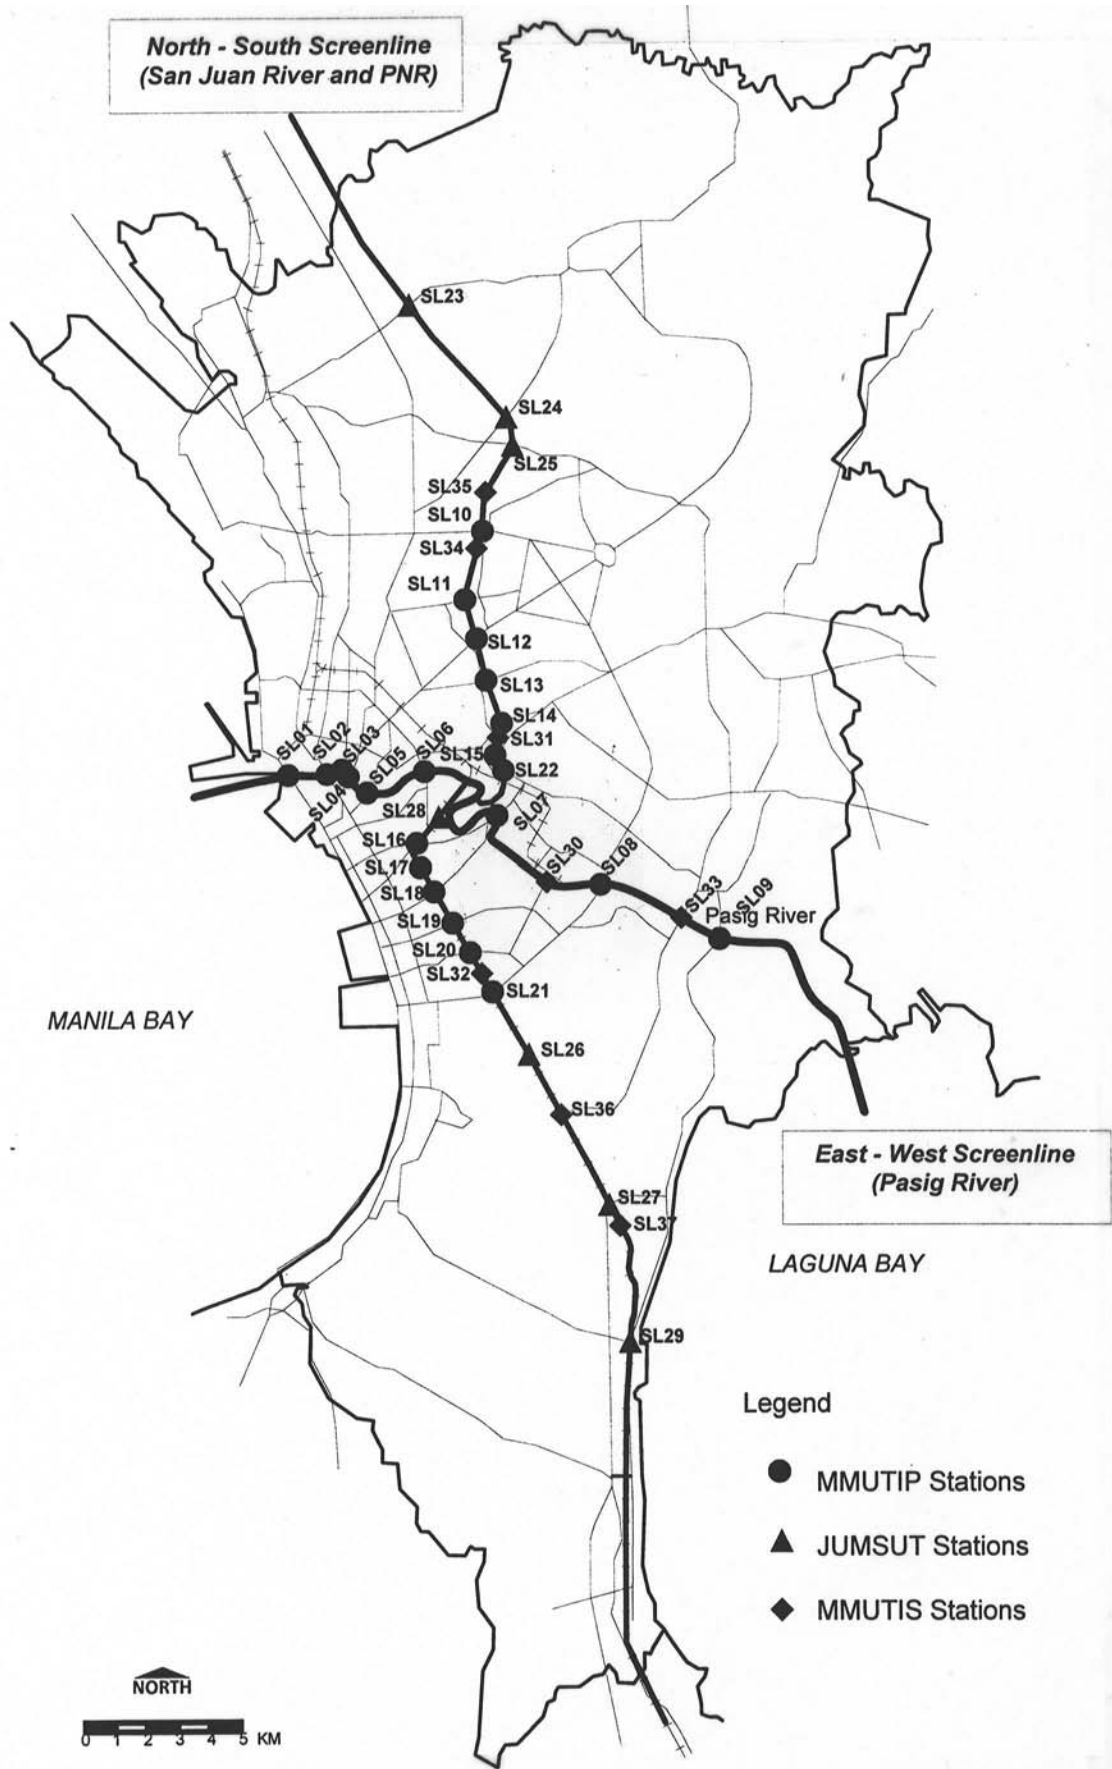 North - South Screenline
(San Juan River and PNR)
SL23
SL24
SL25
SL35
SL10
SL34
SL11
SL12
SL13
SL14
SL31
SL15
SL22
SL01
SL02
SL03
SL04
SL05
SL06
SL28
SL07
SL16
SL17
SL18
SL19
SL20
SL32
SL21
SL30
SL08
SL33
SL09
Pasig River
MANILA BAY
SL26
SL36
East - West Screenline
(Pasig River)
SL27
SL37
LAGUNA BAY
SL29
Legend
MMUTIP Stations
JUMSUT Stations
MMUTIS Stations
NORTH
0 1 2 3 4 5 KM